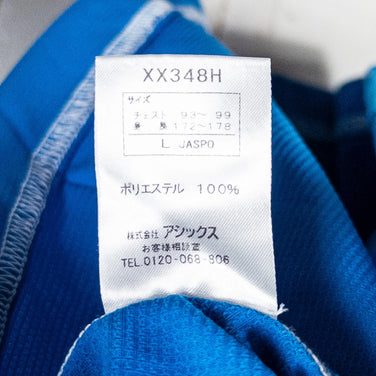 XX348H
サイズ
チェスト 93～ 99
身 長 172～178
L JASPO
ポリエステル 100%
株式会社 アシックス
お客様相談室
TEL.0120-068-806